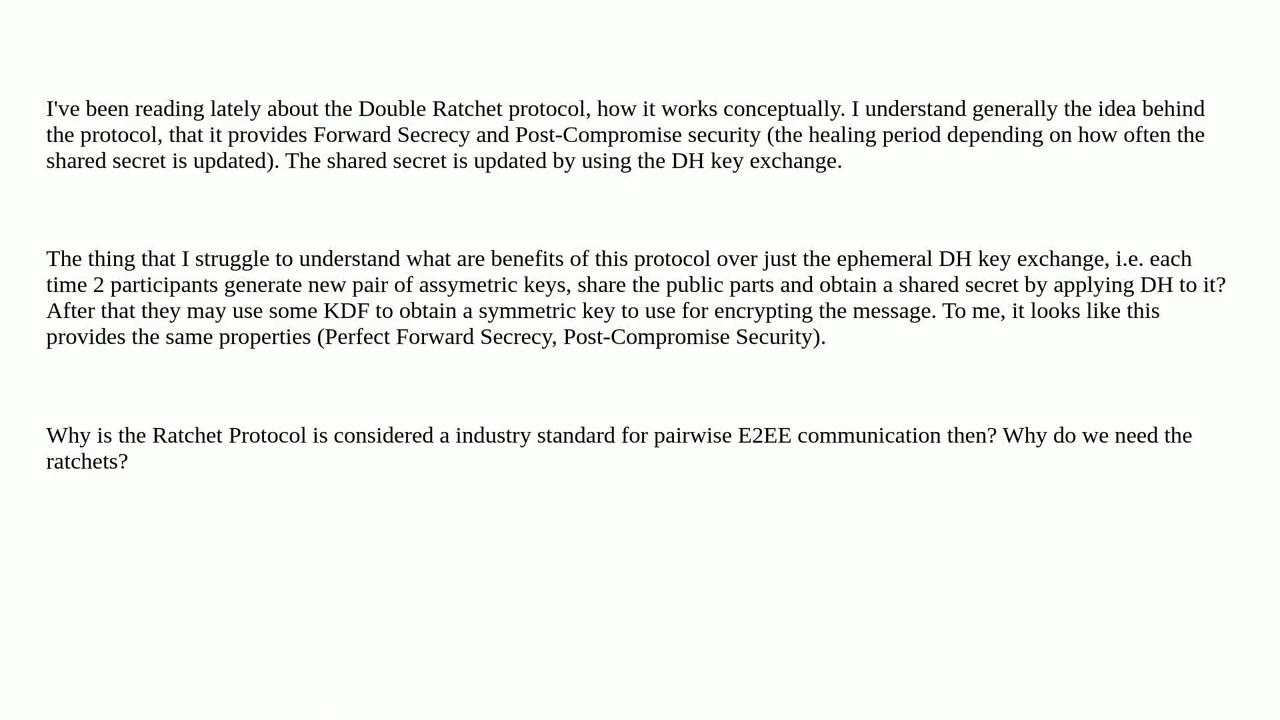 I've been reading lately about the Double Ratchet protocol, how it works conceptually. I understand generally the idea behind
the protocol, that it provides Forward Secrecy and Post-Compromise security (the healing period depending on how often the
shared secret is updated). The shared secret is updated by using the DH key exchange.
The thing that I struggle to understand what are benefits of this protocol over just the ephemeral DH key exchange, i.e. each
time 2 participants generate new pair of assymetric keys, share the public parts and obtain a shared secret by applying DH to it?
After that they may use some KDF to obtain a symmetric key to use for encrypting the message. To me, it looks like this
provides the same properties (Perfect Forward Secrecy, Post-Compromise Security).
Why is the Ratchet Protocol is considered a industry standard for pairwise E2EE communication then? Why do we need the
ratchets?